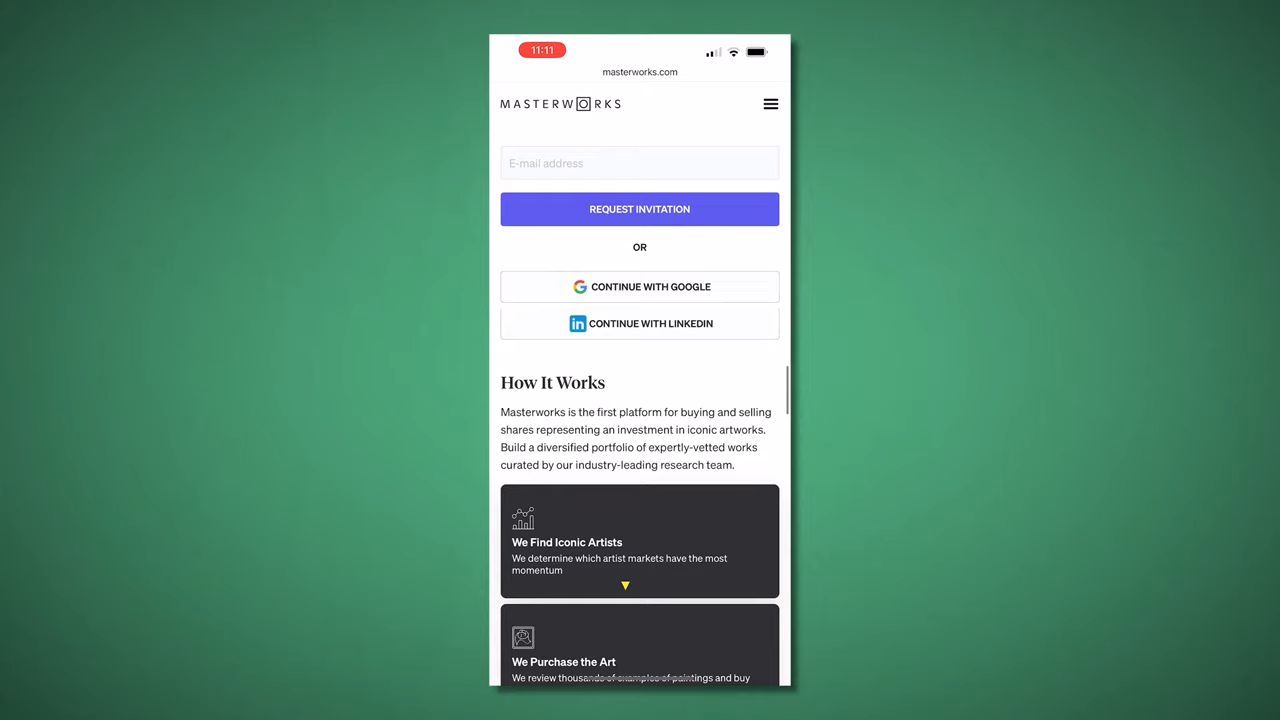 11:11
masterworks.com
MASTERWORKS
E-mail address
REQUEST INVITATION
OR
CONTINUE WITH GOOGLE
in CONTINUE WITH LINKEDIN
How It Works
Masterworks is the first platform for buying and selling
shares representing an investment in iconic artworks.
Build a diversified portfolio of expertly-vetted works
curated by our industry-leading research team.
We Find Iconic Artists
We determine which artist markets have the most
momentum
We Purchase the Art
We review thousands of examples of paintings and buy